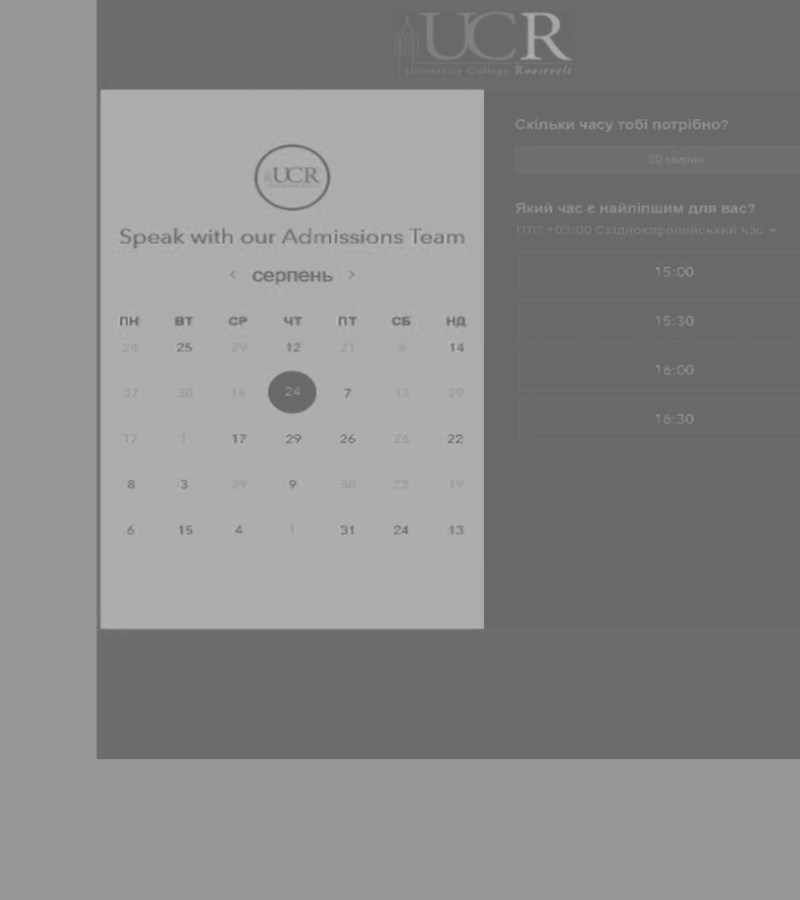 UCR
University College Roosevelt
UCR
Speak with our Admissions Team
< серпень >
ПН ВТ СР ЧТ ПТ СБ НД
24 25 29 12 21 4 14
27 30 16 24 7 13 29
17 1 17 29 26 26 22
8 3 29 9 30 22 19
6 15 4 1 31 24 13
Скільки часу тобі потрібно?
30 хвилин
Який час є найліпшим для вас?
UTC +03:00 Східноєвропейський час
15:00
15:30
16:00
16:30